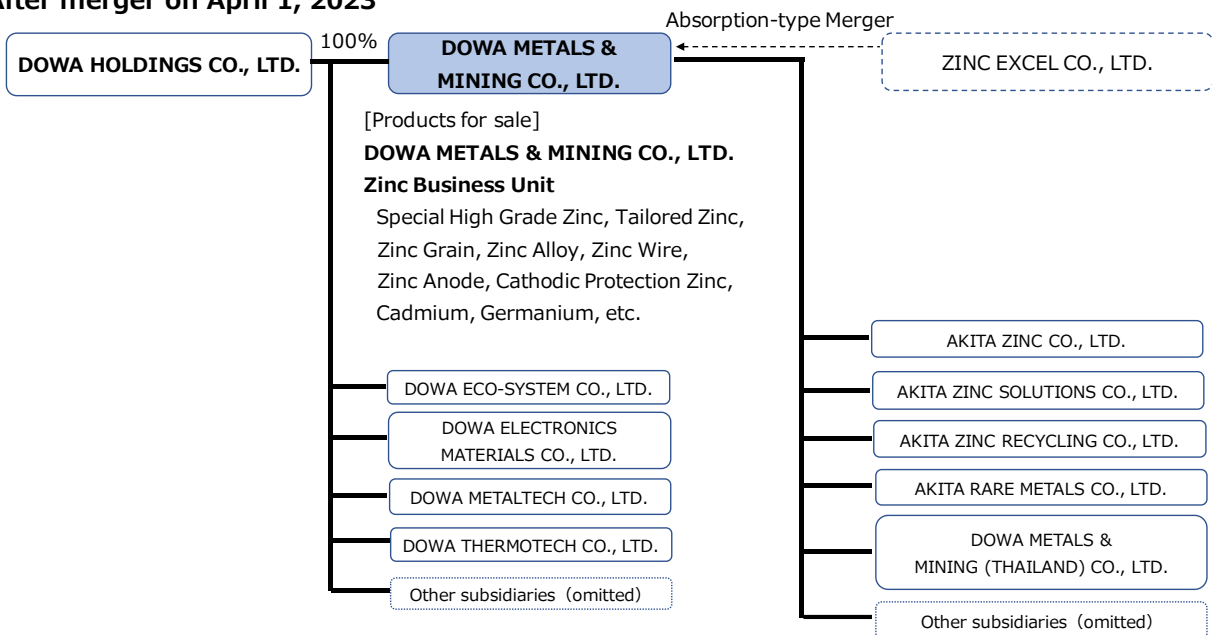 After merger on April 1, 2023
Absorption-type Merger
DOWA HOLDINGS CO., LTD.
100%
DOWA METALS &
MINING CO., LTD.
ZINC EXCEL CO., LTD.
[Products for sale]
DOWA METALS & MINING CO., LTD.
Zinc Business Unit
Special High Grade Zinc, Tailored Zinc,
Zinc Grain, Zinc Alloy, Zinc Wire,
Zinc Anode, Cathodic Protection Zinc,
Cadmium, Germanium, etc.
DOWA ECO-SYSTEM CO., LTD.
DOWA ELECTRONICS
MATERIALS CO., LTD.
DOWA METALTECH CO., LTD.
DOWA THERMOTECH CO., LTD.
Other subsidiaries（omitted）
AKITA ZINC CO., LTD.
AKITA ZINC SOLUTIONS CO., LTD.
AKITA ZINC RECYCLING CO., LTD.
AKITA RARE METALS CO., LTD.
DOWA METALS &
MINING (THAILAND) CO., LTD.
Other subsidiaries（omitted）